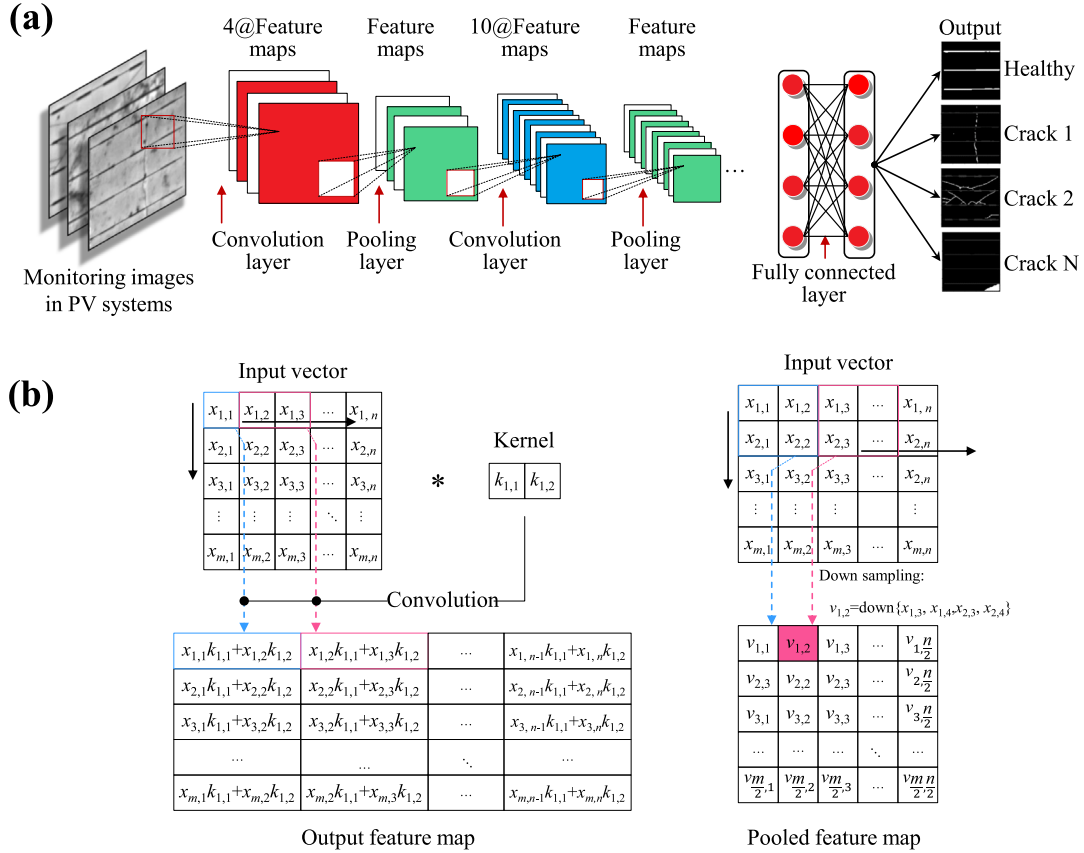 (a)
4@Feature maps
Feature maps
10@Feature maps
Feature maps
Output
Healthy
Crack 1
Crack 2
Crack N
Convolution layer
Pooling layer
Convolution layer
Pooling layer
...
Fully connected layer
Monitoring images
in PV systems
(b)
Input vector
x1,1 x1,2 x1,3 ... x1, n
x2,1 x2,2 x2,3 ... x2,n
x3,1 x3,2 x3,3 ... x3,n
⋮ ⋮ ⋮ ⋱ ⋮
xm,1 xm,2 xm,3 ... xm,n
*
Kernel
k1,1 k1,2
Convolution
x1,1k1,1+x1,2k1,2 x1,2k1,1+x1,3k1,2 ... x1, n-1k1,1+x1, nk1,2
x2,1k1,1+x2,2k1,2 x2,2k1,1+x2,3k1,2 ... x2, n-1k1,1+x2, nk1,2
x3,1k1,1+x3,2k1,2 x3,2k1,1+x3,3k1,2 ... x3, n-1k1,1+x3,nk1,2
... ... ⋱ ...
xm,1k1,1+xm,2k1,2 xm,2k1,1+xm,3k1,2 ... xm,n-1k1,1+xm,nk1,2
Output feature map
Input vector
x1,1 x1,2 x1,3 ... x1, n
x2,1 x2,2 x2,3 ... x2,n
x3,1 x3,2 x3,3 ... x2,n
⋮ ⋮ ⋮ ⋮
xm,1 xm,2 xm,3 ... xm,n
Down sampling:
v1,2=down{x1,3, x1,4,x2,3, x2,4}
v1,1 v1,2 v1,3 ... v1,n/2
v2,3 v2,2 v2,3 ... v2,n/2
v3,1 v3,2 v3,3 ... v3,n/2
... ... ... ⋱ ...
vm/2,1 vm/2,2 vm/2,3 ... vm/2,n/2
Pooled feature map